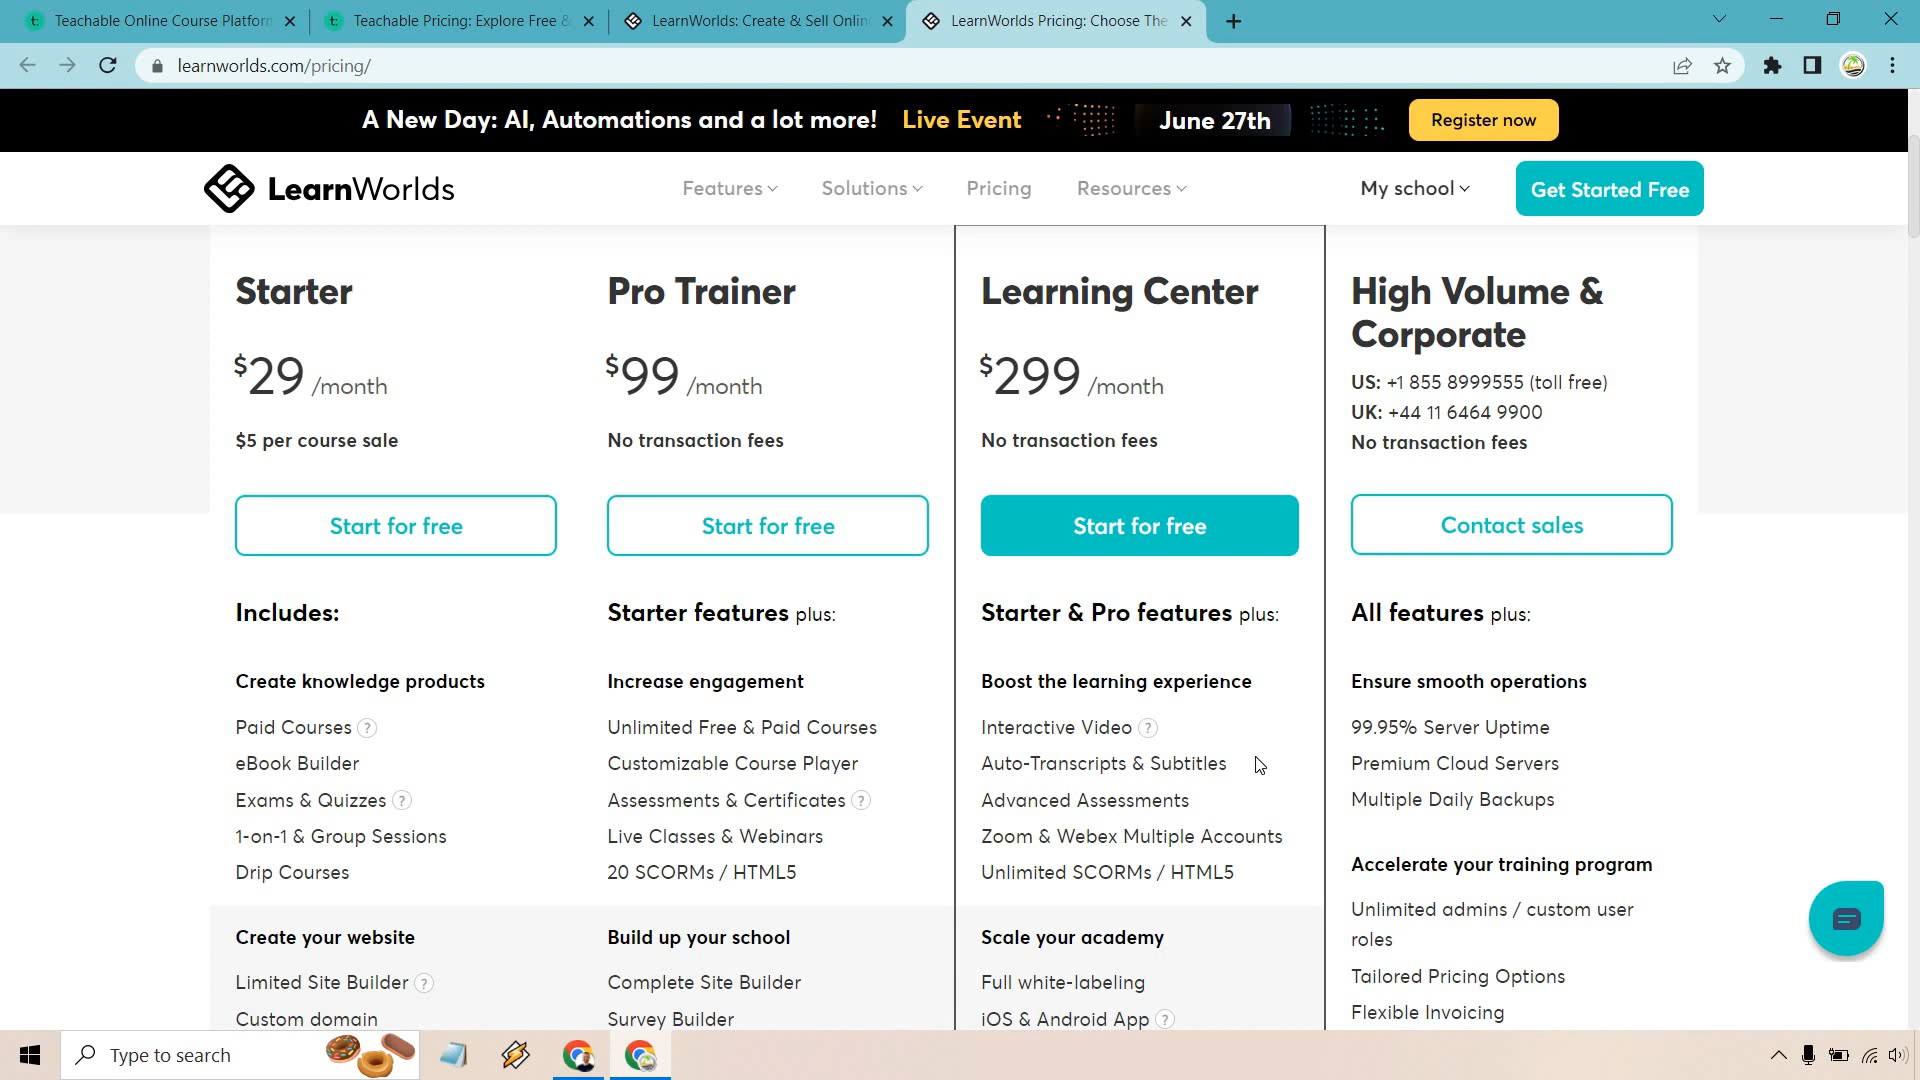 Teachable Online Course Platfor
Teachable Pricing: Explore Free &
LearnWorlds: Create & Sell Onlin
LearnWorlds Pricing: Choose The
learnworlds.com/pricing/
A New Day: AI, Automations and a lot more! Live Event June 27th Register now
LearnWorlds
Features
Solutions
Pricing
Resources
My school
Get Started Free
Starter
$29 /month
$5 per course sale
Start for free
Includes:
Create knowledge products
Paid Courses ?
eBook Builder
Exams & Quizzes ?
1-on-1 & Group Sessions
Drip Courses
Create your website
Limited Site Builder ?
Custom domain
Pro Trainer
$99 /month
No transaction fees
Start for free
Starter features plus:
Increase engagement
Unlimited Free & Paid Courses
Customizable Course Player
Assessments & Certificates ?
Live Classes & Webinars
20 SCORMs / HTML5
Build up your school
Complete Site Builder
Survey Builder
Learning Center
$299 /month
No transaction fees
Start for free
Starter & Pro features plus:
Boost the learning experience
Interactive Video ?
Auto-Transcripts & Subtitles
Advanced Assessments
Zoom & Webex Multiple Accounts
Unlimited SCORMs / HTML5
Scale your academy
Full white-labeling
iOS & Android App ?
High Volume &
Corporate
US: +1 855 8999555 (toll free)
UK: +44 11 6464 9900
No transaction fees
Contact sales
All features plus:
Ensure smooth operations
99.95% Server Uptime
Premium Cloud Servers
Multiple Daily Backups
Accelerate your training program
Unlimited admins / custom user
roles
Tailored Pricing Options
Flexible Invoicing
Type to search